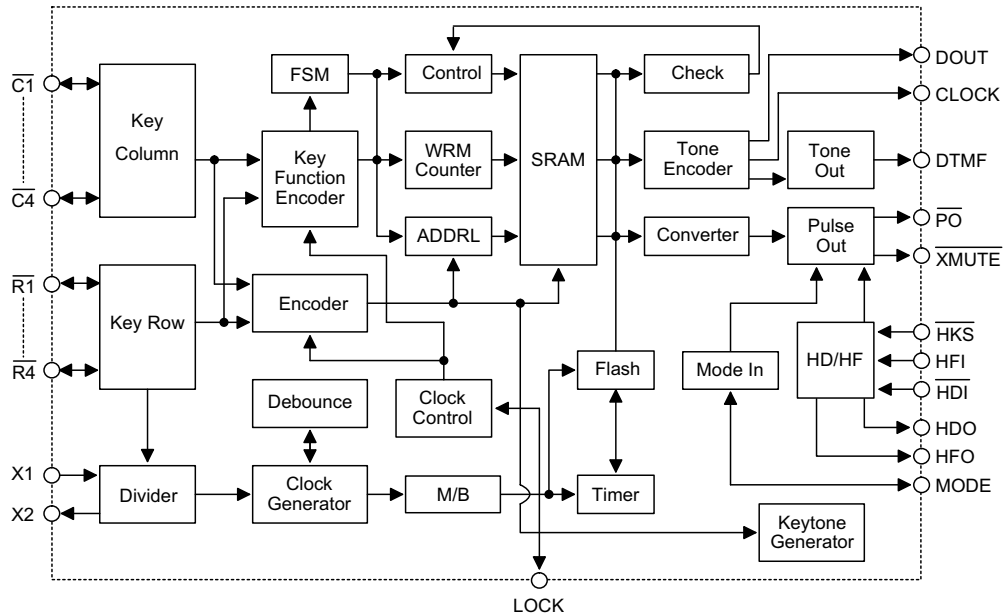 C1
C4
R1
R4
X1
X2
Key
Column
Key Row
Divider
FSM
Key
Function
Encoder
Encoder
Debounce
Clock
Generator
Clock
Control
M/B
Control
WRM
Counter
ADDRL
SRAM
Check
Tone
Encoder
Converter
Flash
Timer
Tone
Out
Pulse
Out
Mode In
HD/HF
Keytone
Generator
DOUT
CLOCK
DTMF
PO
XMUTE
HKS
HFI
HDI
HDO
HFO
MODE
LOCK